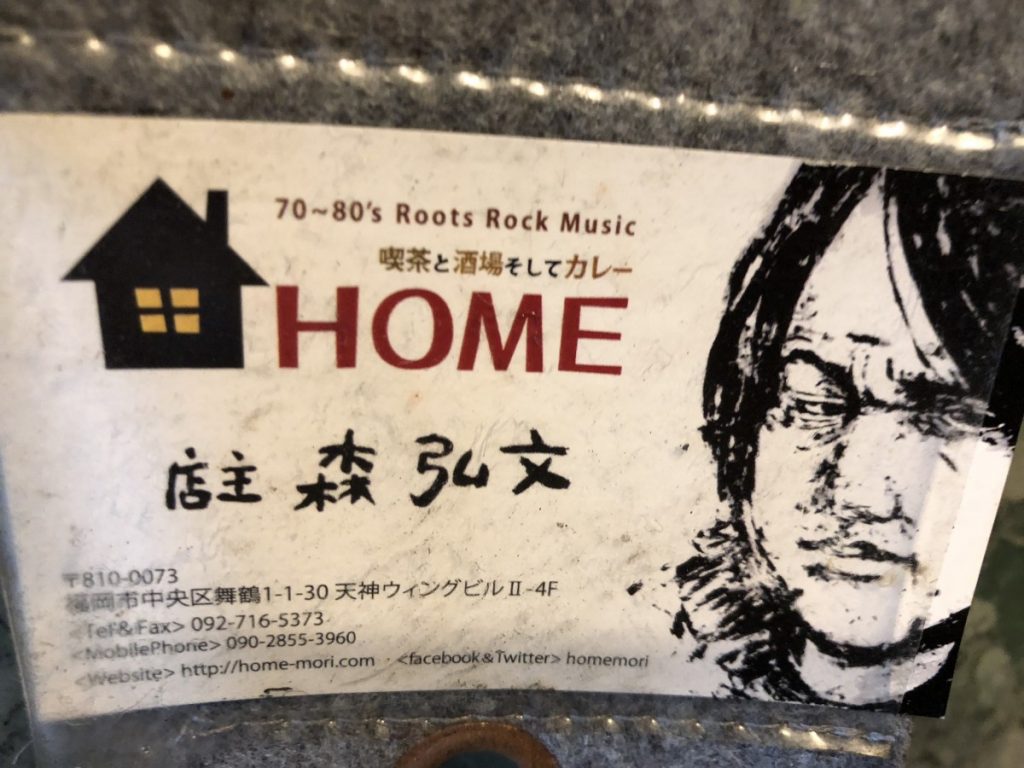 70~80's Roots Rock Music
喫茶と酒場そしてカレー
HOME
店主 森 弘文
〒810-0073
福岡市中央区舞鶴1-1-30 天神ウィングビルⅡ-4F
<Tel&Fax> 092-716-5373
<MobilePhone> 090-2855-3960
<Website> http://home-mori.com <facebook&Twitter> homemori